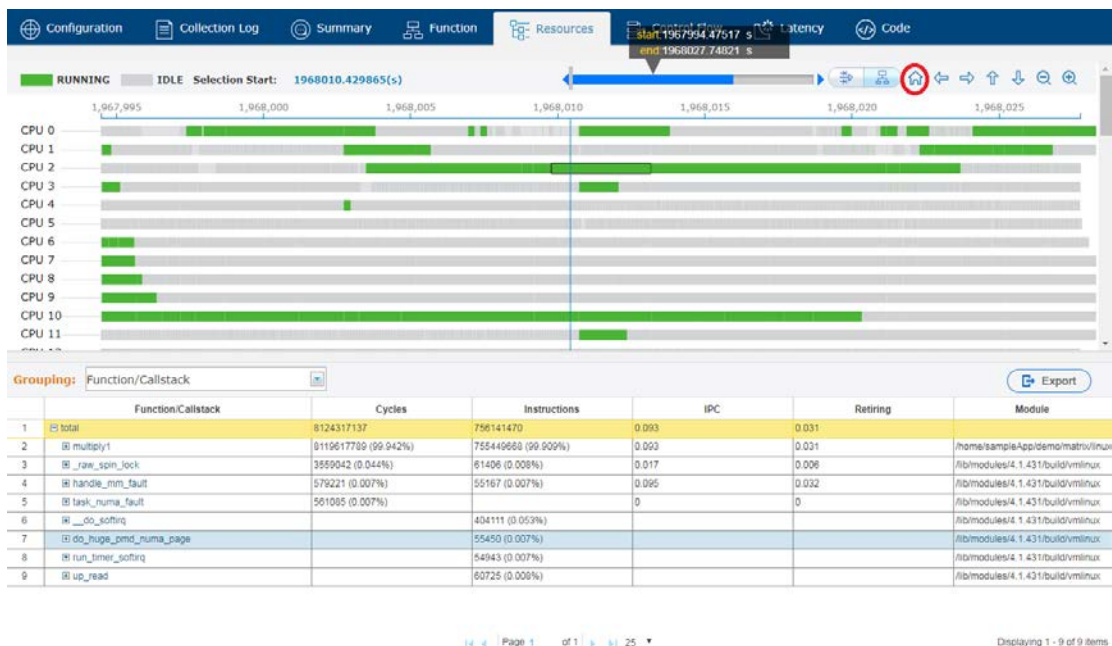 Configuration Collection Log Summary Function Resources Control Flow Latency Code
start:1967994.47517 s
end:1968027.74821 s
RUNNING IDLE Selection Start: 1968010.429865(s)
1,967,995 1,968,000 1,968,005 1,968,010 1,968,015 1,968,020 1,968,025
CPU 0
CPU 1
CPU 2
CPU 3
CPU 4
CPU 5
CPU 6
CPU 7
CPU 8
CPU 9
CPU 10
CPU 11
Grouping: Function/Callstack Export
Function/Callstack Cycles Instructions IPC Retiring Module
1 total 8124317137 756141470 0.093 0.031
2 multiply1 8119617789 (99.942%) 755449668 (99.909%) 0.093 0.031 /home/sampleApp/demo/matrix/linux
3 _raw_spin_lock 3559042 (0.044%) 61406 (0.008%) 0.017 0.006 /lib/modules/4.1.431/build/vmlinux
4 handle_mm_fault 579221 (0.007%) 55167 (0.007%) 0.095 0.032 /lib/modules/4.1.431/build/vmlinux
5 task_numa_fault 561085 (0.007%) 0 0 /lib/modules/4.1.431/build/vmlinux
6 __do_softirq 404111 (0.053%) /lib/modules/4.1.431/build/vmlinux
7 do_huge_pmd_numa_page 55450 (0.007%) /lib/modules/4.1.431/build/vmlinux
8 run_timer_softirq 54943 (0.007%) /lib/modules/4.1.431/build/vmlinux
9 up_read 60725 (0.008%) /lib/modules/4.1.431/build/vmlinux
Page 1 of 1 25 Displaying 1 - 9 of 9 items